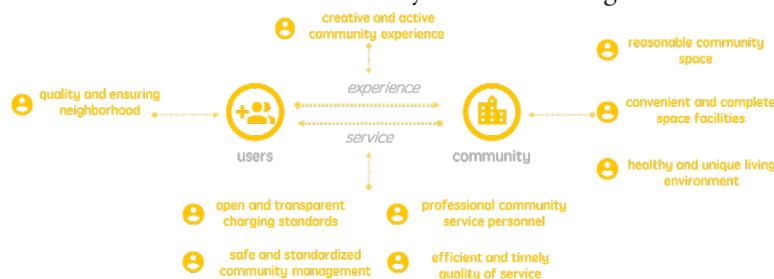 creative and active
community experience
reasonable community
space
quality and ensuring
neighborhood
experience
convenient and complete
space facilities
service
users
community
healthy and unique living
environment
open and transparent
charging standards
professional community
service personnel
safe and standardized
community management
efficient and timely
quality of service